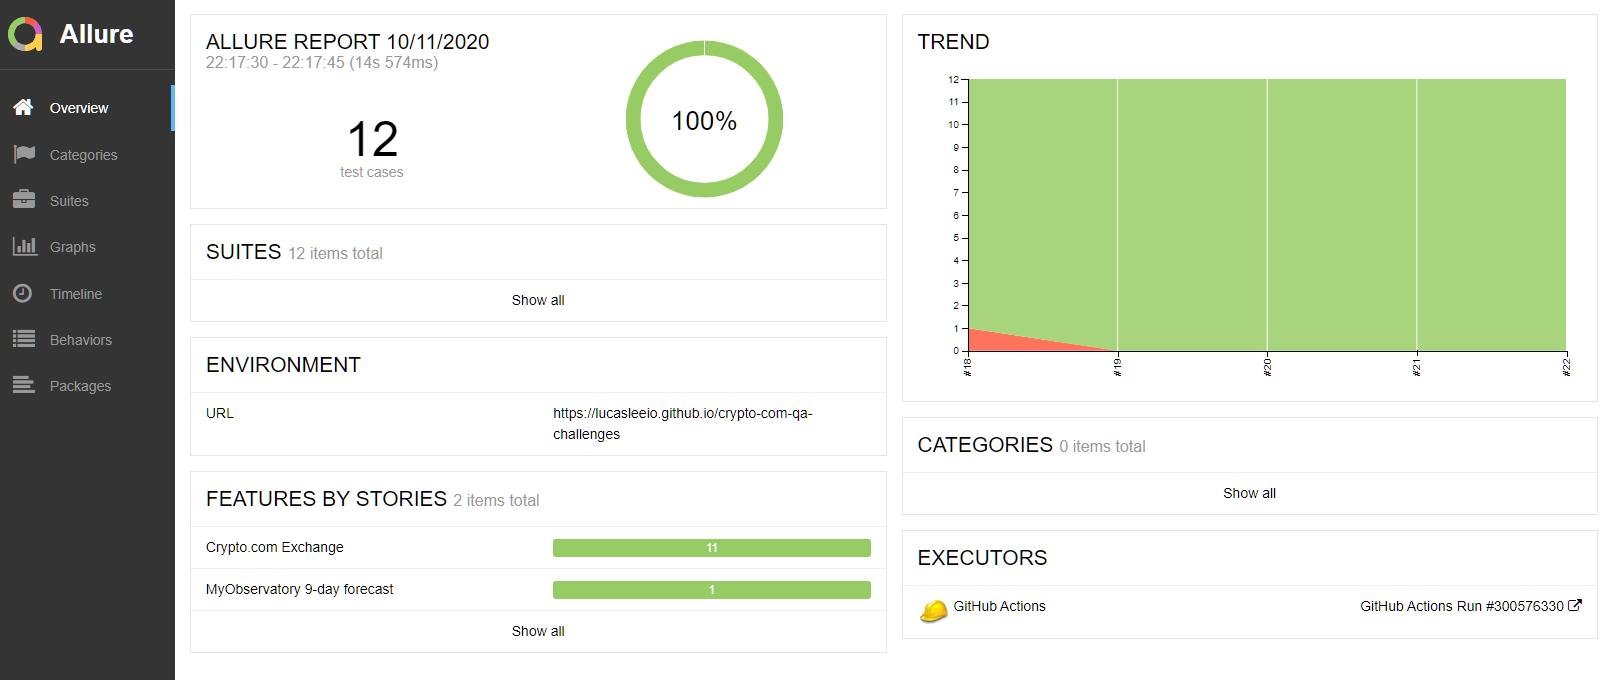 Allure
Overview
Categories
Suites
Graphs
Timeline
Behaviors
Packages
ALLURE REPORT 10/11/2020
22:17:30 - 22:17:45 (14s 574ms)
12
test cases
100%
SUITES 12 items total
Show all
ENVIRONMENT
URL
https://lucasleeio.github.io/crypto-com-qa-
challenges
FEATURES BY STORIES 2 items total
Crypto.com Exchange
11
MyObservatory 9-day forecast
1
Show all
TREND
12
11
10
9
8
7
6
5
4
3
2
1
0
#18
#19
#20
#21
#22
CATEGORIES 0 items total
Show all
EXECUTORS
GitHub Actions
GitHub Actions Run #300576330